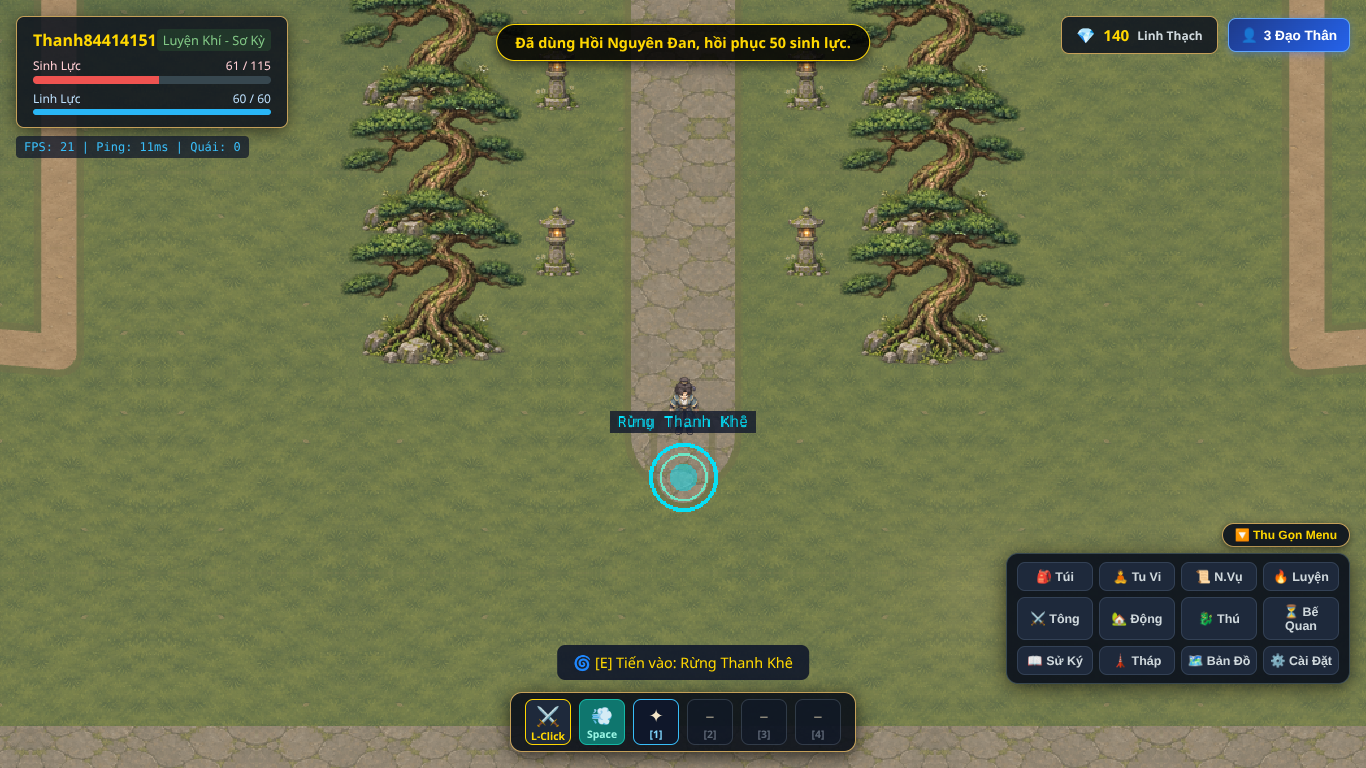 Thanh84414151 Luyện Khí - Sơ Kỳ
Sinh Lực 61 / 115
Linh Lực 60 / 60
FPS: 21 | Ping: 11ms | Quái: 0
Đã dùng Hồi Nguyên Đan, hồi phục 50 sinh lực.
140 Linh Thạch
3 Đạo Thân
Rừng Thanh Khê
Thu Gọn Menu
Túi
Tu Vi
N.Vụ
Luyện
Tông
Động
Thú
Bế
Quan
Sử Ký
Tháp
Bản Đồ
Cài Đặt
[E] Tiến vào: Rừng Thanh Khê
L-Click
Space
[1]
[2]
[3]
[4]